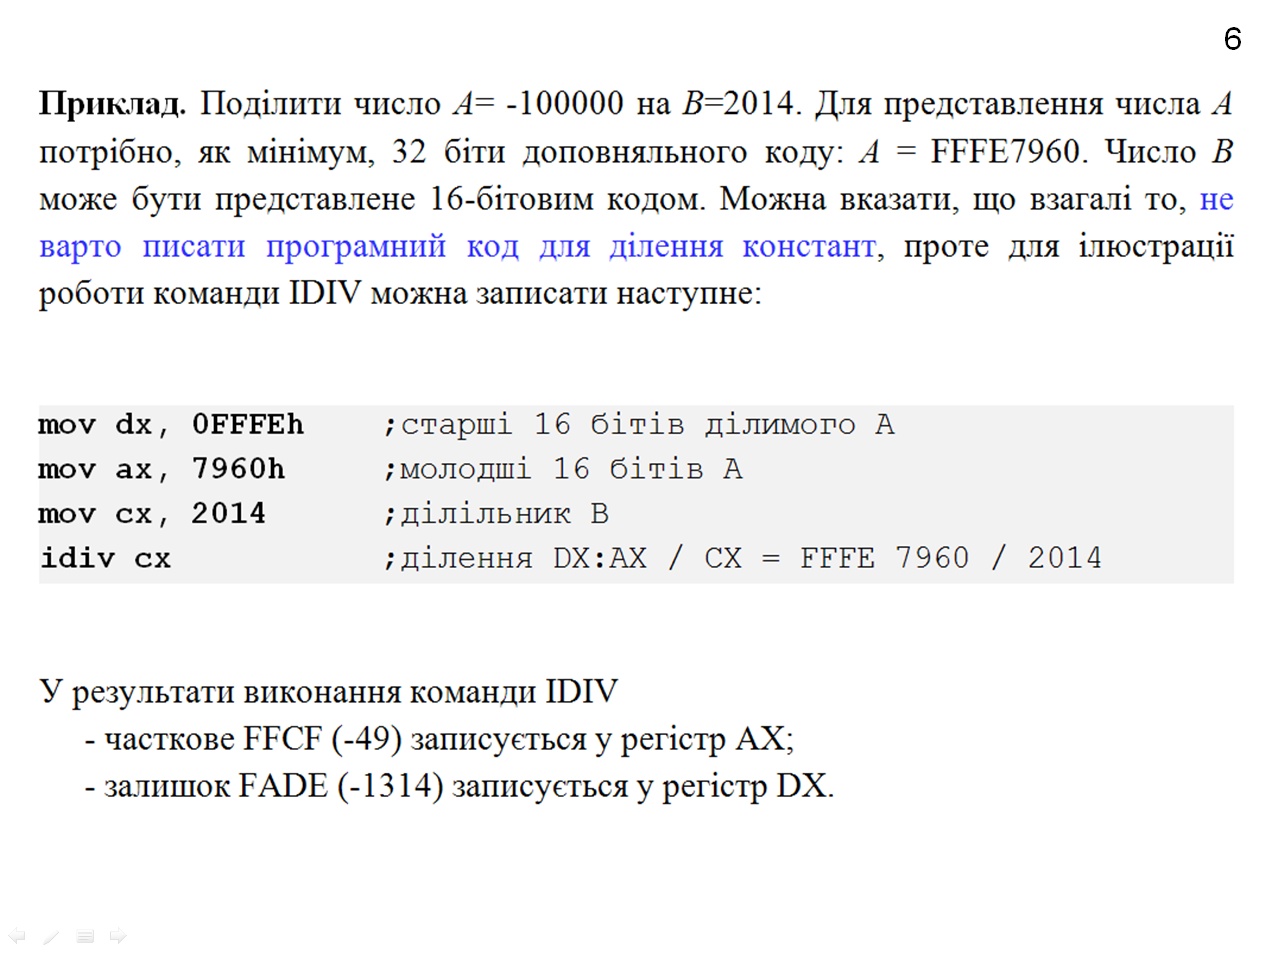 6
Приклад. Поділити число A= -100000 на B=2014. Для представлення числа A
потрібно, як мінімум, 32 біти доповняльного коду: A = FFFE7960. Число B
може бути представлене 16-бітовим кодом. Можна вказати, що взагалі то, не
варто писати програмний код для ділення констант, проте для ілюстрації
роботи команди IDIV можна записати наступне:
mov dx, 0FFFEh ;старші 16 бітів ділимого A
mov ax, 7960h ;молодші 16 бітів A
mov cx, 2014 ;ділільник B
idiv cx ;ділення DX:AX / CX = FFFE 7960 / 2014
У результати виконання команди IDIV
- часткове FFCF (-49) записується у регістр AX;
- залишок FADE (-1314) записується у регістр DX.